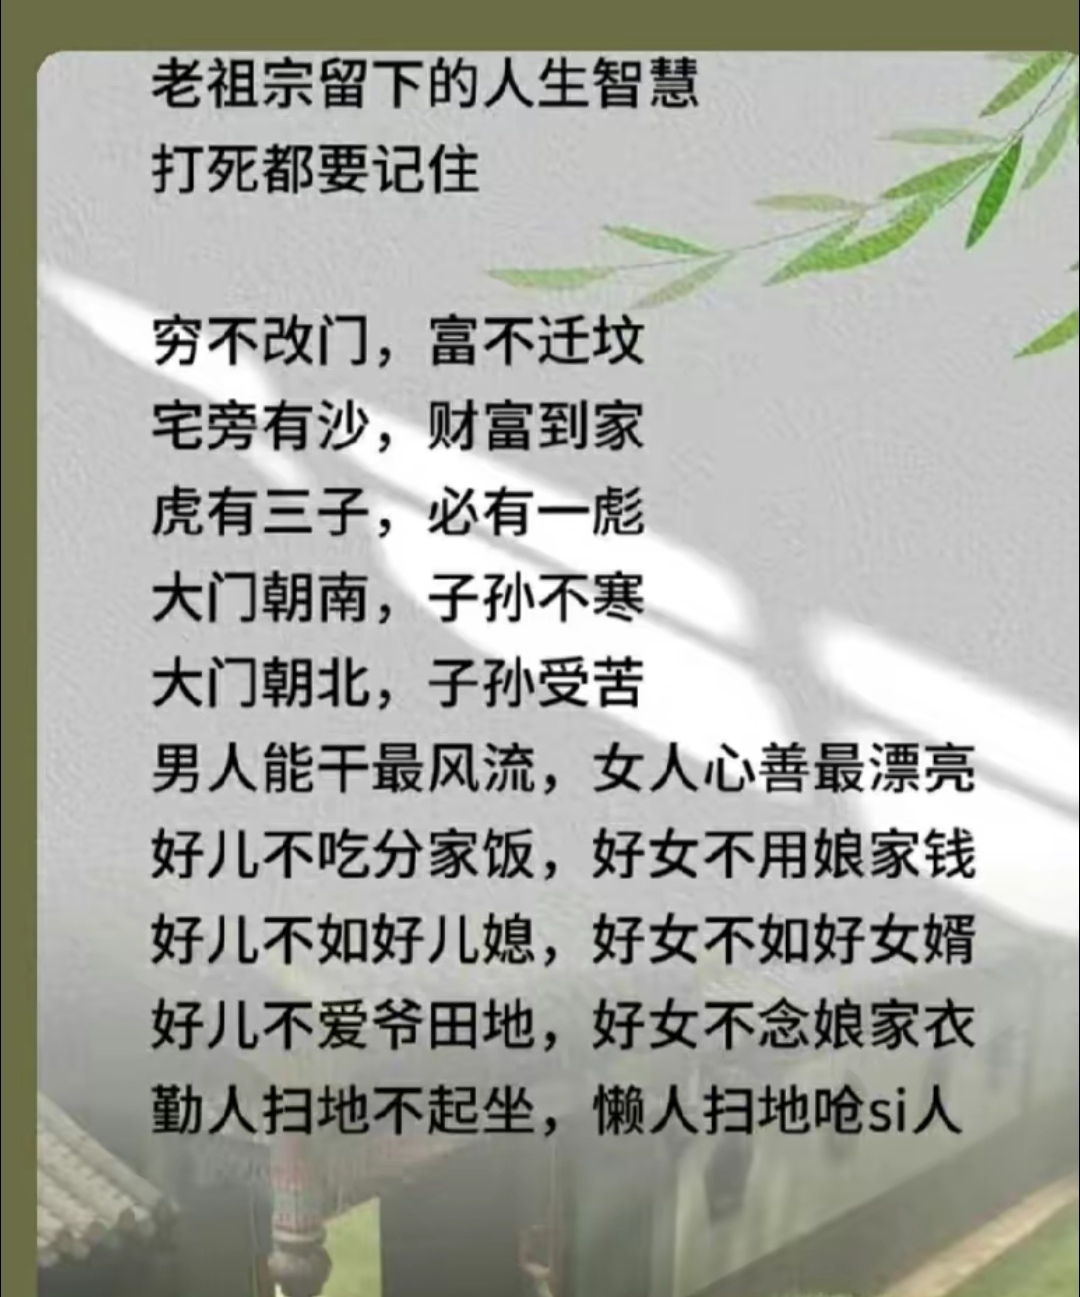 老祖宗留下的人生智慧
打死都要记住
穷不改门，富不迁坟
宅旁有沙，财富到家
虎有三子，必有一彪
大门朝南，子孙不寒
大门朝北，子孙受苦
男人能干最风流，女人心善最漂亮
好儿不吃分家饭，好女不用娘家钱
好儿不如好儿媳，好女不如好女婿
好儿不爱爷田地，好女不念娘家衣
勤人扫地不起坐，懒人扫地呛si人